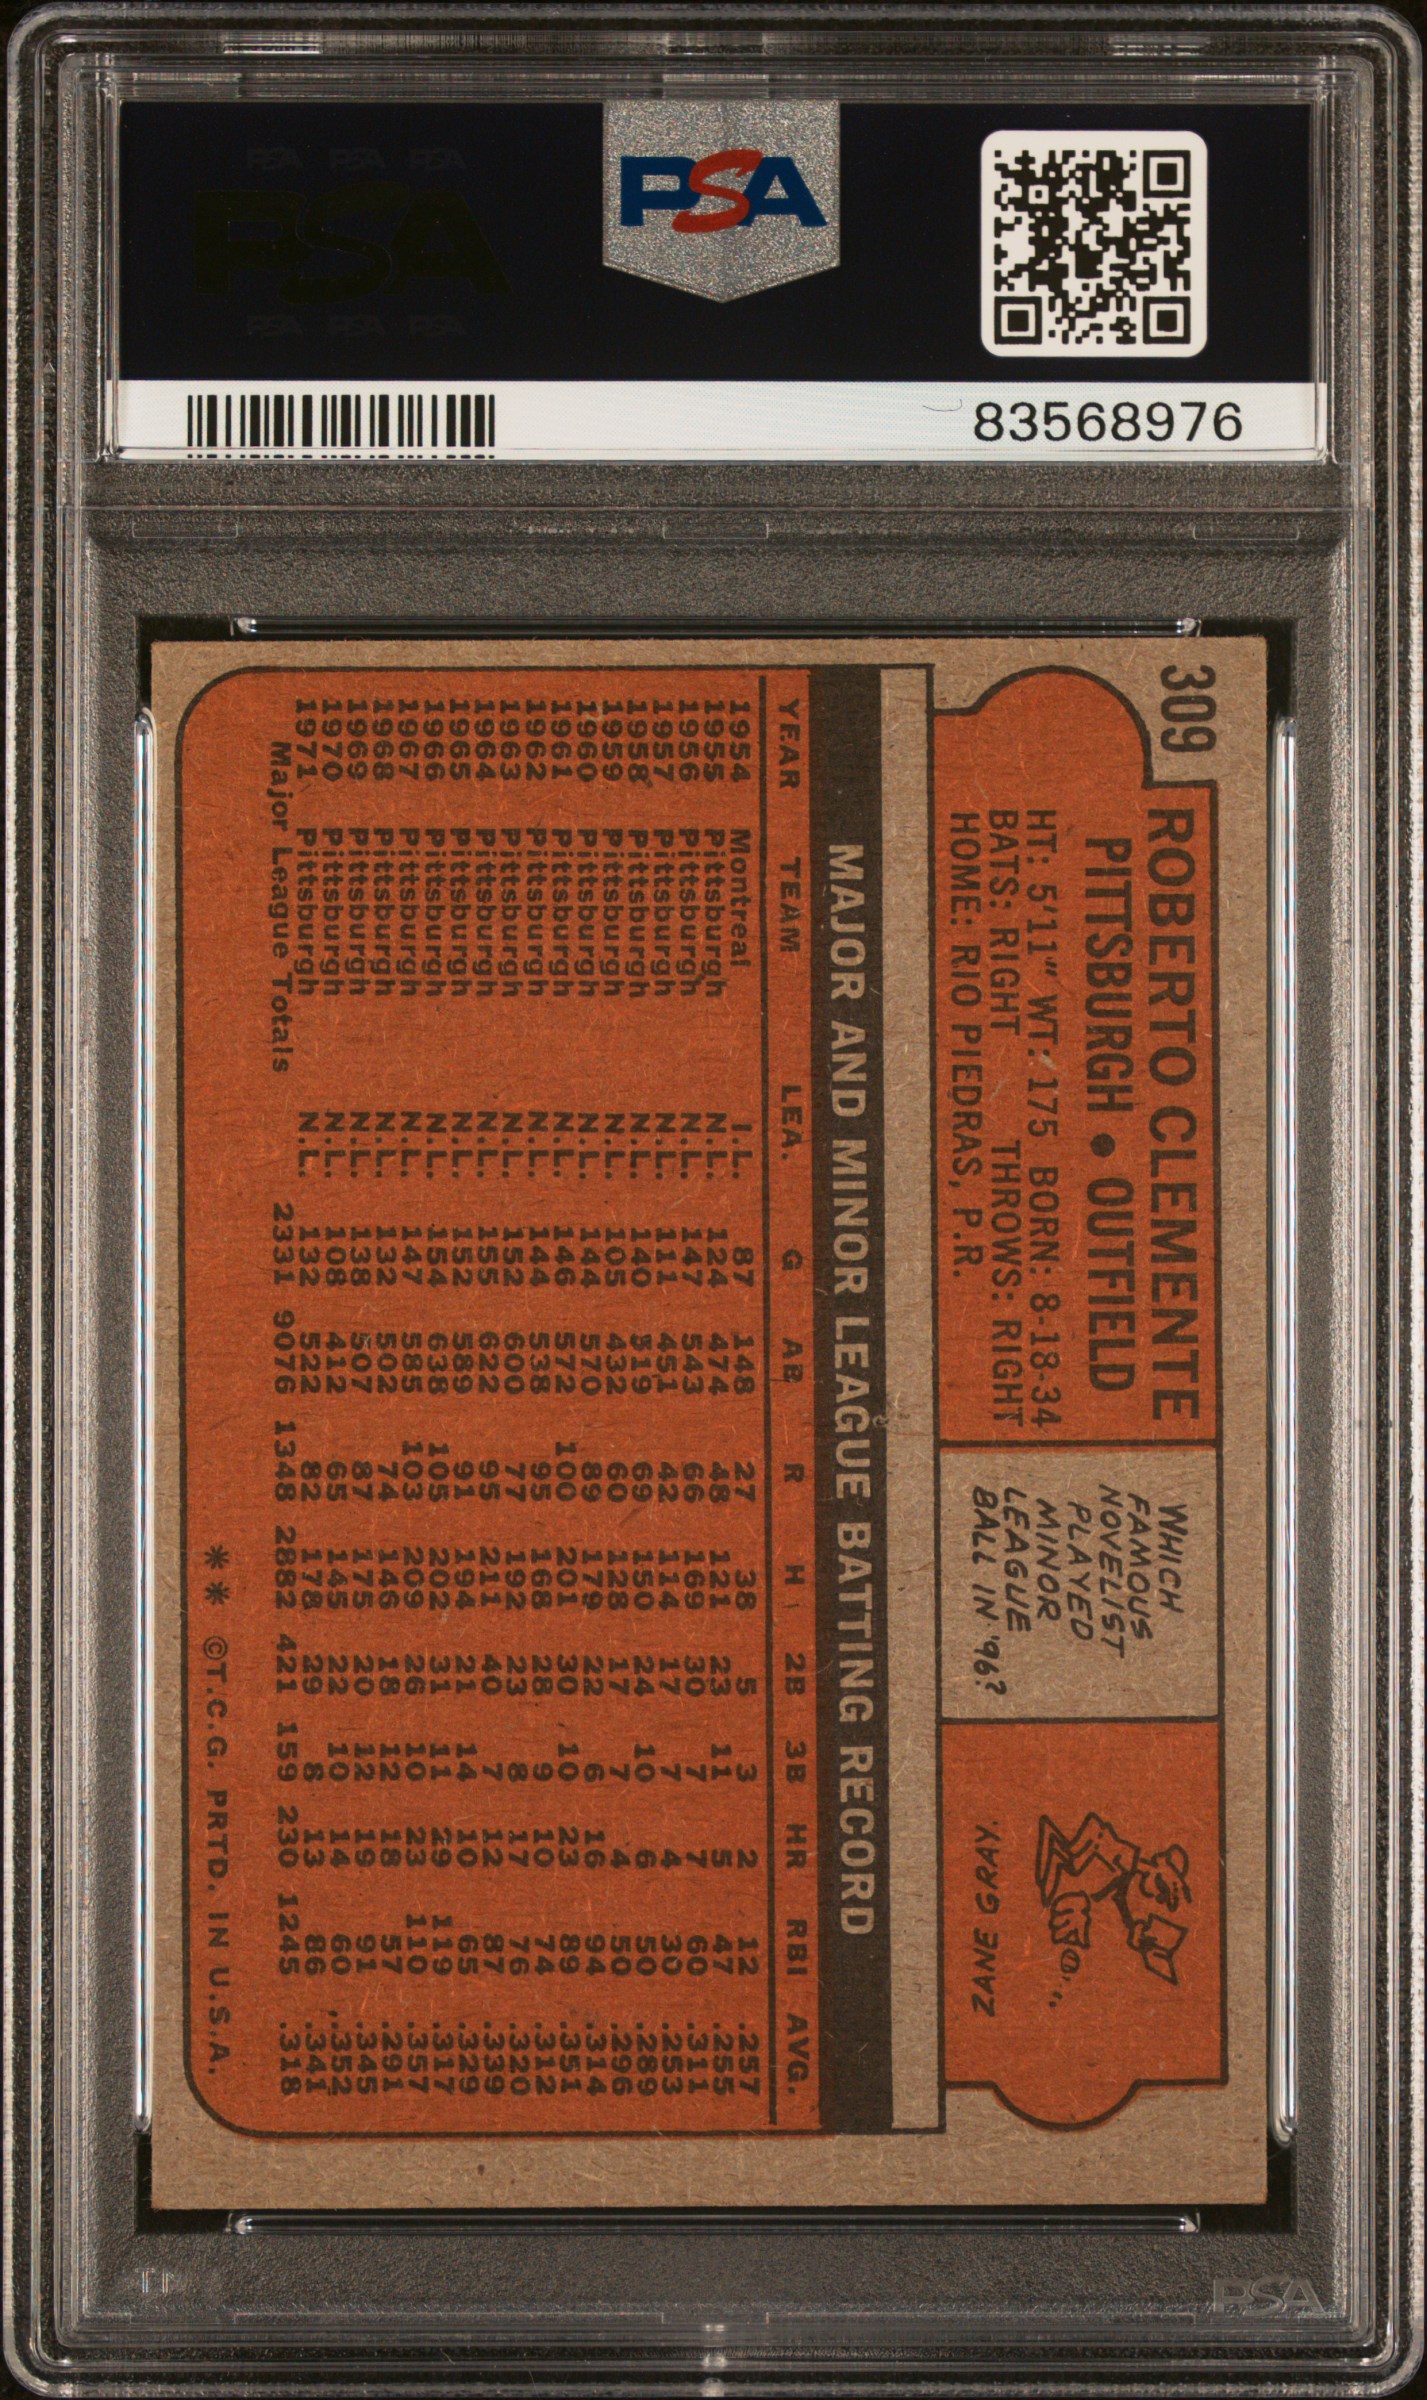 PSA PSA PSA
PSA
PSA PSA PSA
PSA
83568976
309
ROBERTO CLEMENTE
PITTSBURGH • OUTFIELD
HT: 5'11" WT: 175 BORN: 8-18-34
BATS: RIGHT THROWS: RIGHT
HOME: RIO PIEDRAS, P.R.
WHICH
FAMOUS
NOVELIST
PLAYED
MINOR
LEAGUE
BALL IN '96?
ZANE GRAY.
MAJOR AND MINOR LEAGUE BATTING RECORD
YEAR TEAM LEA. G AB R H 2B 3B HR RBI AVG.
1954 Montreal I.L. 87 148 27 38 5 3 2 12 .257
1955 Pittsburgh N.L. 124 474 48 121 23 11 5 47 .255
1956 Pittsburgh N.L. 147 543 66 169 30 7 7 60 .311
1957 Pittsburgh N.L. 111 451 42 114 17 7 4 30 .253
1958 Pittsburgh N.L. 140 519 69 150 24 10 6 50 .289
1959 Pittsburgh N.L. 105 432 60 128 17 7 4 50 .296
1960 Pittsburgh N.L. 144 570 89 179 22 6 16 94 .314
1961 Pittsburgh N.L. 146 572 100 201 30 10 23 89 .351
1962 Pittsburgh N.L. 144 538 95 168 28 9 10 74 .312
1963 Pittsburgh N.L. 152 600 77 192 23 8 17 76 .320
1964 Pittsburgh N.L. 155 622 95 211 40 7 12 87 .339
1965 Pittsburgh N.L. 152 589 91 194 21 14 10 65 .329
1966 Pittsburgh N.L. 154 638 105 202 31 11 29 119 .317
1967 Pittsburgh N.L. 147 585 103 209 26 10 23 110 .357
1968 Pittsburgh N.L. 132 502 74 146 18 12 18 57 .291
1969 Pittsburgh N.L. 138 507 87 175 20 12 19 91 .345
1970 Pittsburgh N.L. 108 412 65 145 22 10 14 60 .352
1971 Pittsburgh N.L. 132 522 82 178 29 8 13 86 .341
Major League Totals 2331 9076 1348 2882 421 159 230 1245 .318
** ©T.C.G. PRTD. IN U.S.A.
PSA